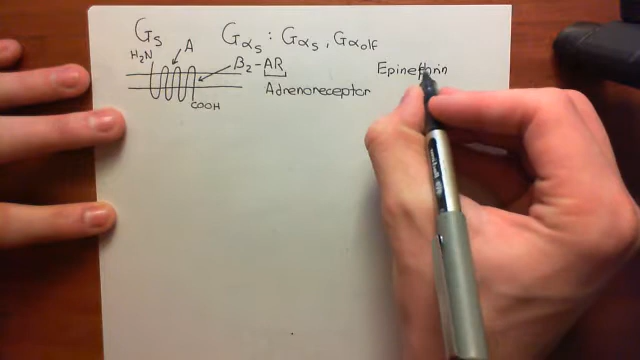 Gs
Gαs : Gαs, Gαolf
H₂N
A
β₂-AR
Epinephrin
Adrenoreceptor
COOH